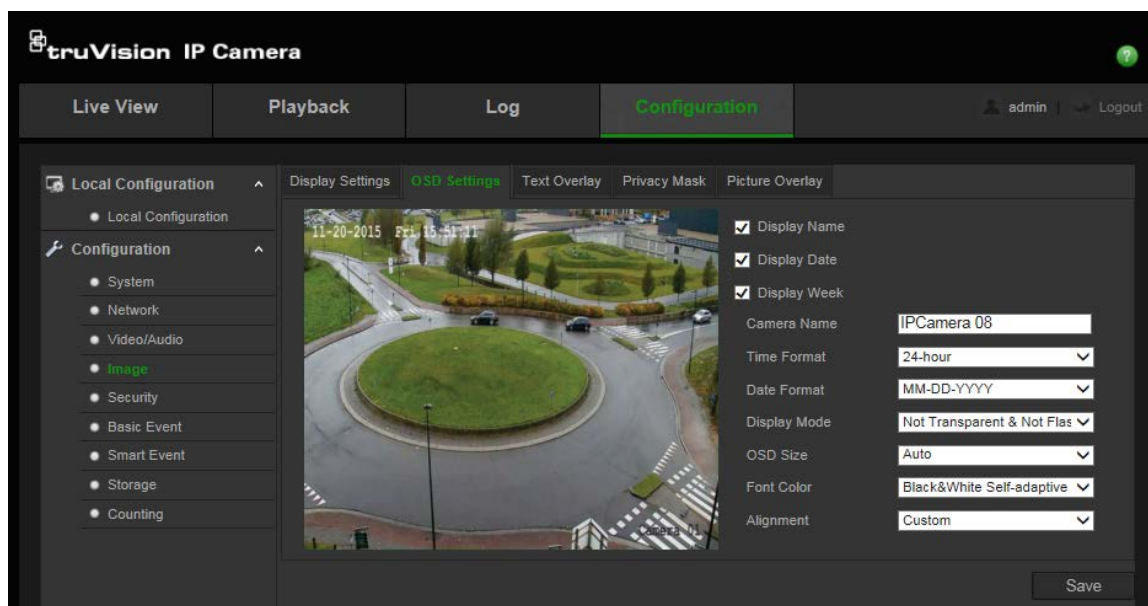 truVision IP Camera
?
Live View Playback Log Configuration admin | Logout
Local Configuration
Local Configuration
Configuration
System
Network
Video/Audio
Image
Security
Basic Event
Smart Event
Storage
Counting
Display Settings OSD Settings Text Overlay Privacy Mask Picture Overlay
11-20-2015 Fri 15:51:11
Camera 01
Display Name
Display Date
Display Week
Camera Name IPCamera 08
Time Format 24-hour
Date Format MM-DD-YYYY
Display Mode Not Transparent & Not Flas
OSD Size Auto
Font Color Black&White Self-adaptive
Alignment Custom
Save